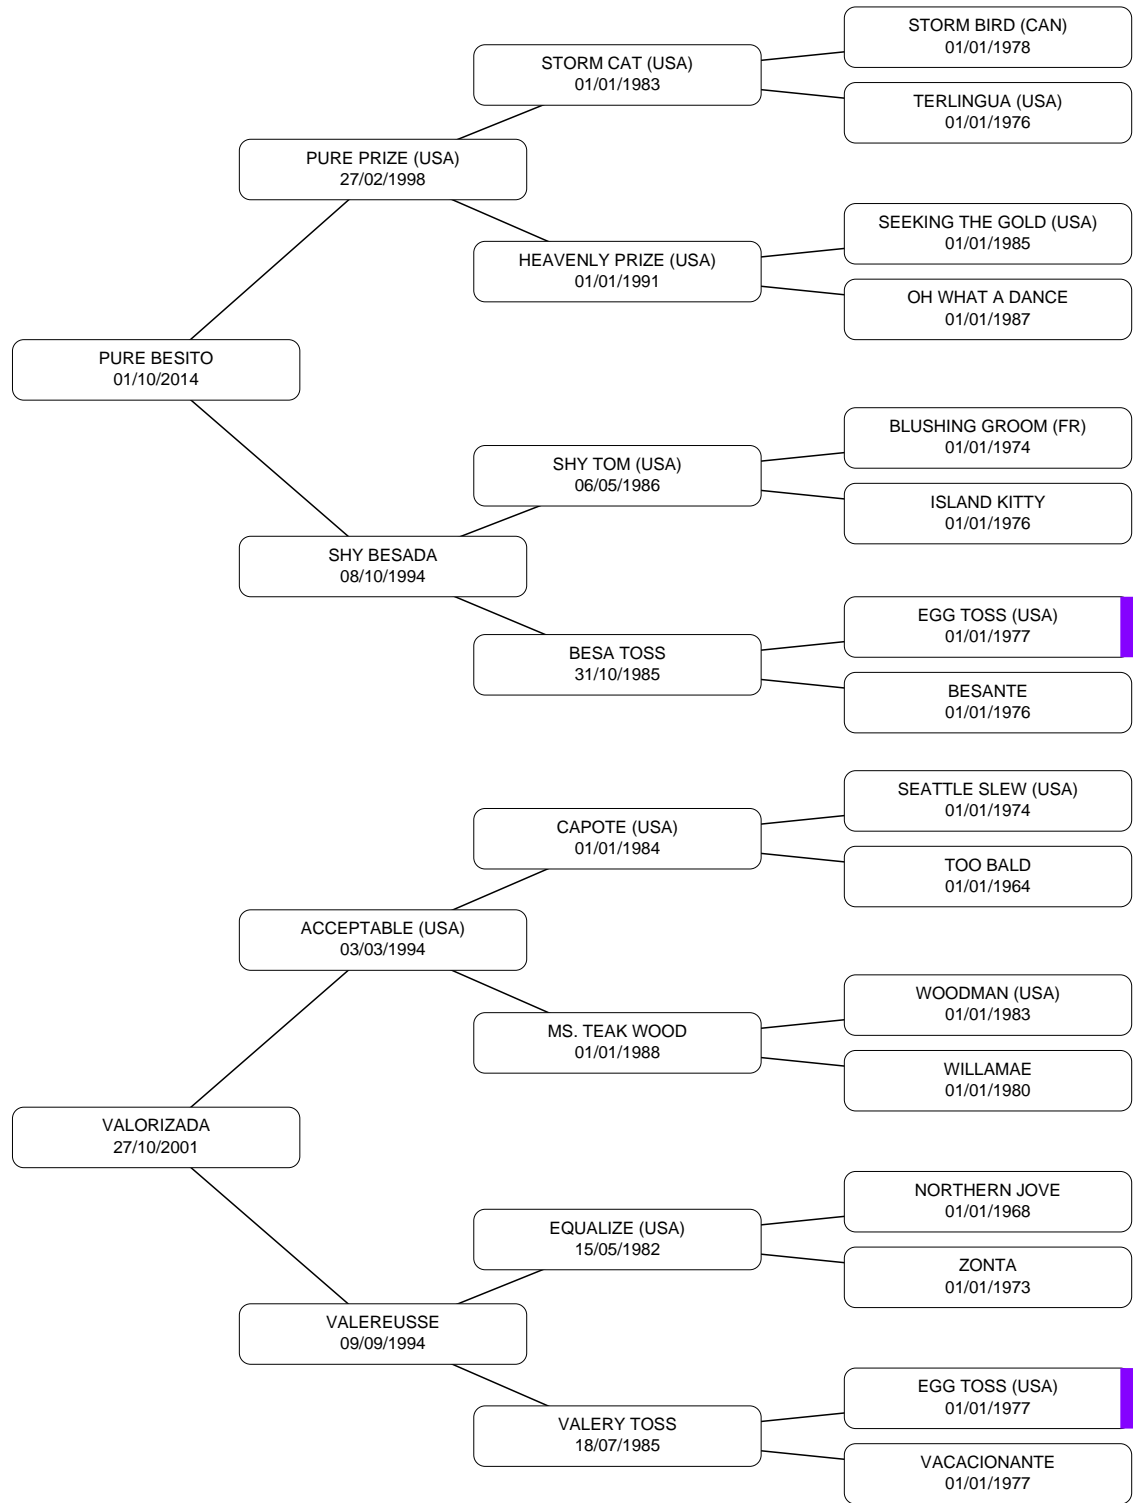 STORM BIRD (CAN)
01/01/1978
STORM CAT (USA)
01/01/1983
TERLINGUA (USA)
01/01/1976
PURE PRIZE (USA)
27/02/1998
SEEKING THE GOLD (USA)
01/01/1985
HEAVENLY PRIZE (USA)
01/01/1991
OH WHAT A DANCE
01/01/1987
PURE BESITO
01/10/2014
BLUSHING GROOM (FR)
01/01/1974
SHY TOM (USA)
06/05/1986
ISLAND KITTY
01/01/1976
SHY BESADA
08/10/1994
EGG TOSS (USA)
01/01/1977
BESA TOSS
31/10/1985
BESANTE
01/01/1976
SEATTLE SLEW (USA)
01/01/1974
CAPOTE (USA)
01/01/1984
TOO BALD
01/01/1964
ACCEPTABLE (USA)
03/03/1994
WOODMAN (USA)
01/01/1983
MS. TEAK WOOD
01/01/1988
WILLAMAE
01/01/1980
VALORIZADA
27/10/2001
NORTHERN JOVE
01/01/1968
EQUALIZE (USA)
15/05/1982
ZONTA
01/01/1973
VALEREUSSE
09/09/1994
EGG TOSS (USA)
01/01/1977
VALERY TOSS
18/07/1985
VACACIONANTE
01/01/1977